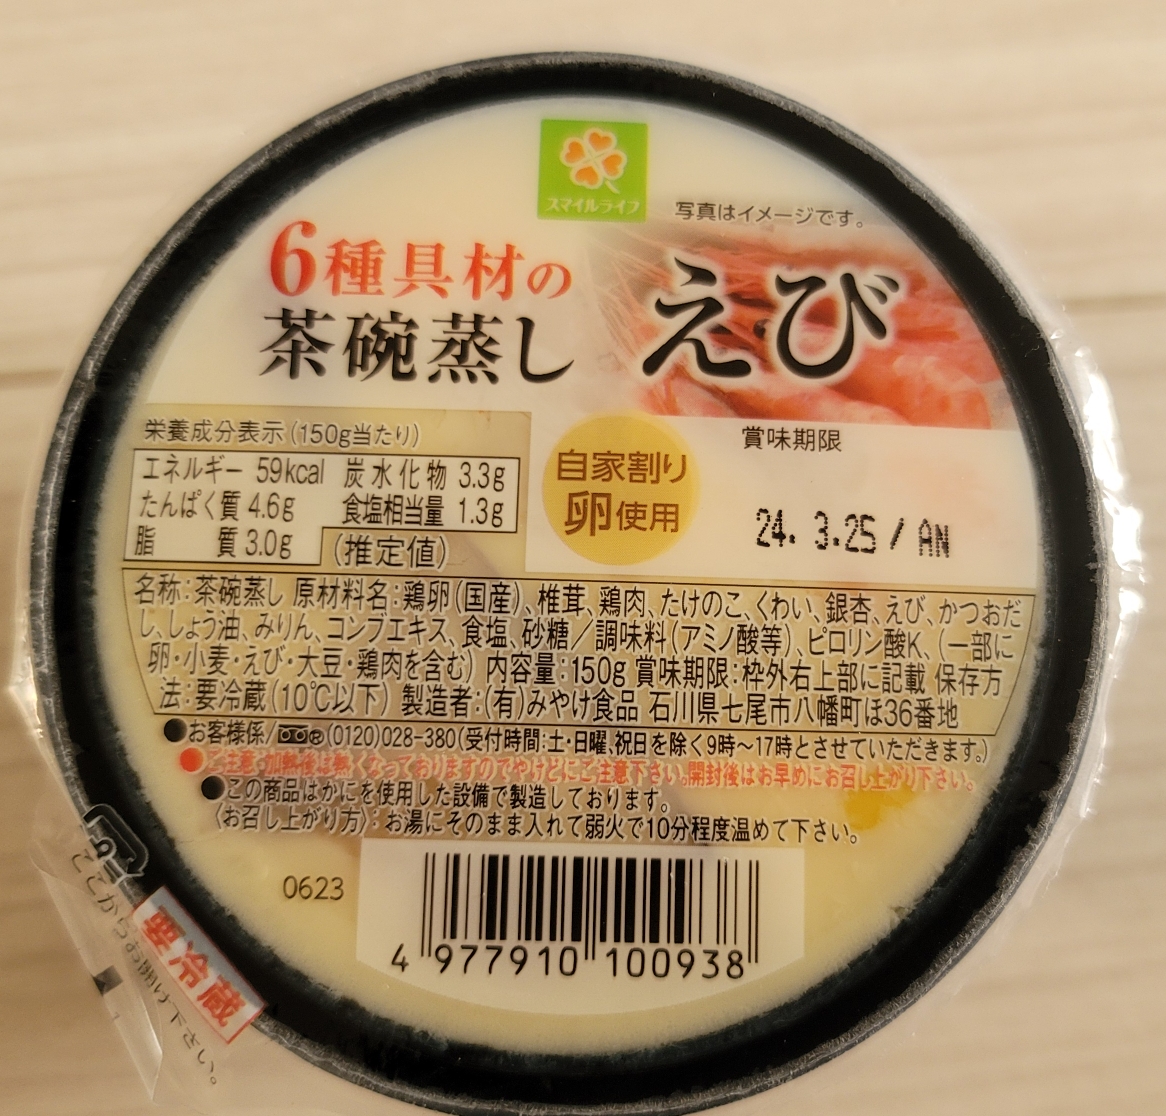 スマイルライフ
写真はイメージです。
6種具材の
茶碗蒸し
えび
栄養成分表示(150g当たり)
エネルギー 59kcal 炭水化物 3.3g
たんぱく質 4.6g 食塩相当量 1.3g
脂質 3.0g (推定値)
自家割り
卵使用
賞味期限
24. 3.25 / AN
名称:茶碗蒸し 原材料名:鶏卵(国産)、椎茸、鶏肉、たけのこ、くわい、銀杏、えび、かつおだ
し、しょう油、みりん、コンブエキス、食塩、砂糖／調味料(アミノ酸等)、ピロリン酸K、(一部に
卵・小麦・えび・大豆・鶏肉を含む) 内容量:150g 賞味期限:枠外右上部に記載 保存方
法:要冷蔵(10℃以下) 製造者:(有)みやけ食品 石川県七尾市八幡町ほ36番地
●お客様係/(0120)028-380(受付時間:土・日曜、祝日を除く9時～17時とさせていただきます。)
●ご注意・加熱後は熱くなっておりますのでやけどにご注意下さい。開封後はお早めにお召し上がり下さい。
●この商品はかにを使用した設備で製造しております。
〈お召し上がり方〉:お湯にそのまま入れて弱火で10分程度温めて下さい。
0623
4 977910 100938
要冷蔵
ここからお開け下さい。